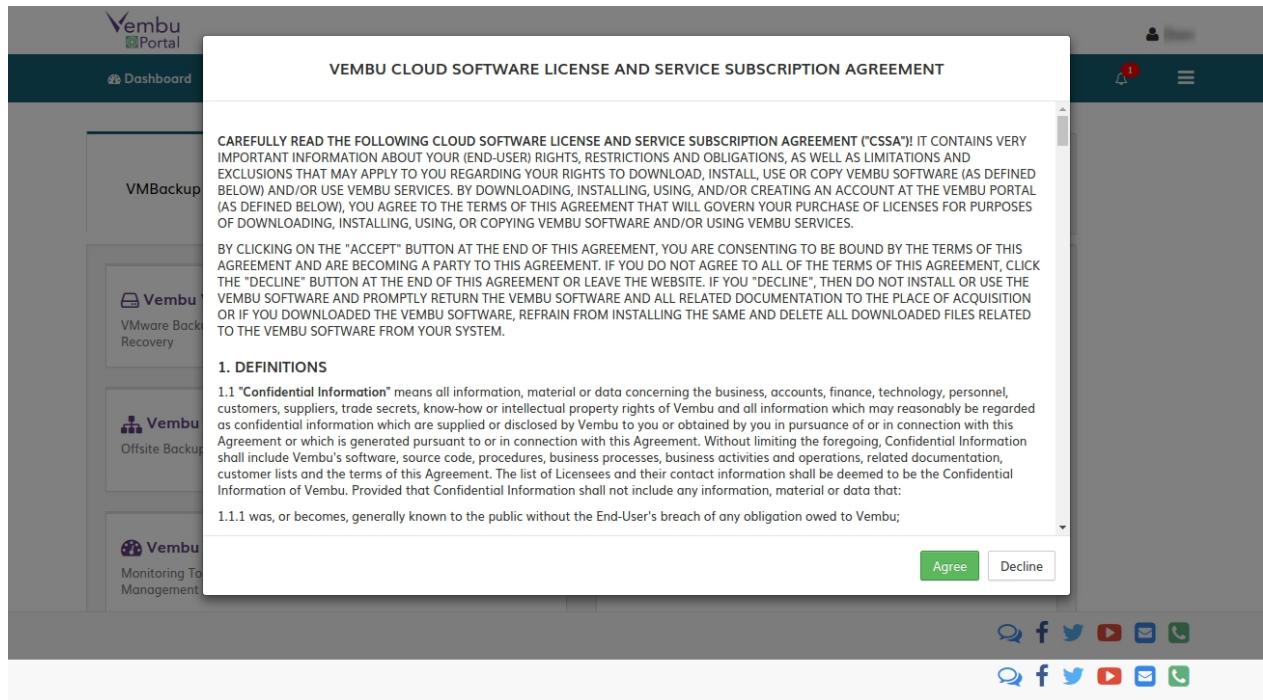 Vembu
Portal
Dashboard
1
VMBackup
Vembu
VMware Back
Recovery
Vembu
Offsite Backup
Vembu
Monitoring To
Management
VEMBU CLOUD SOFTWARE LICENSE AND SERVICE SUBSCRIPTION AGREEMENT
CAREFULLY READ THE FOLLOWING CLOUD SOFTWARE LICENSE AND SERVICE SUBSCRIPTION AGREEMENT ("CSSA")! IT CONTAINS VERY
IMPORTANT INFORMATION ABOUT YOUR (END-USER) RIGHTS, RESTRICTIONS AND OBLIGATIONS, AS WELL AS LIMITATIONS AND
EXCLUSIONS THAT MAY APPLY TO YOU REGARDING YOUR RIGHTS TO DOWNLOAD, INSTALL, USE OR COPY VEMBU SOFTWARE (AS DEFINED
BELOW) AND/OR USE VEMBU SERVICES. BY DOWNLOADING, INSTALLING, USING, AND/OR CREATING AN ACCOUNT AT THE VEMBU PORTAL
(AS DEFINED BELOW), YOU AGREE TO THE TERMS OF THIS AGREEMENT THAT WILL GOVERN YOUR PURCHASE OF LICENSES FOR PURPOSES
OF DOWNLOADING, INSTALLING, USING, OR COPYING VEMBU SOFTWARE AND/OR USING VEMBU SERVICES.
BY CLICKING ON THE "ACCEPT" BUTTON AT THE END OF THIS AGREEMENT, YOU ARE CONSENTING TO BE BOUND BY THE TERMS OF THIS
AGREEMENT AND ARE BECOMING A PARTY TO THIS AGREEMENT. IF YOU DO NOT AGREE TO ALL OF THE TERMS OF THIS AGREEMENT, CLICK
THE "DECLINE" BUTTON AT THE END OF THIS AGREEMENT OR LEAVE THE WEBSITE. IF YOU "DECLINE", THEN DO NOT INSTALL OR USE THE
VEMBU SOFTWARE AND PROMPTLY RETURN THE VEMBU SOFTWARE AND ALL RELATED DOCUMENTATION TO THE PLACE OF ACQUISITION
OR IF YOU DOWNLOADED THE VEMBU SOFTWARE, REFRAIN FROM INSTALLING THE SAME AND DELETE ALL DOWNLOADED FILES RELATED
TO THE VEMBU SOFTWARE FROM YOUR SYSTEM.
1. DEFINITIONS
1.1 "Confidential Information" means all information, material or data concerning the business, accounts, finance, technology, personnel,
customers, suppliers, trade secrets, know-how or intellectual property rights of Vembu and all information which may reasonably be regarded
as confidential information which are supplied or disclosed by Vembu to you or obtained by you in pursuance of or in connection with this
Agreement or which is generated pursuant to or in connection with this Agreement. Without limiting the foregoing, Confidential Information
shall include Vembu's software, source code, procedures, business processes, business activities and operations, related documentation,
customer lists and the terms of this Agreement. The list of Licensees and their contact information shall be deemed to be the Confidential
Information of Vembu. Provided that Confidential Information shall not include any information, material or data that:
1.1.1 was, or becomes, generally known to the public without the End-User's breach of any obligation owed to Vembu;
Agree
Decline